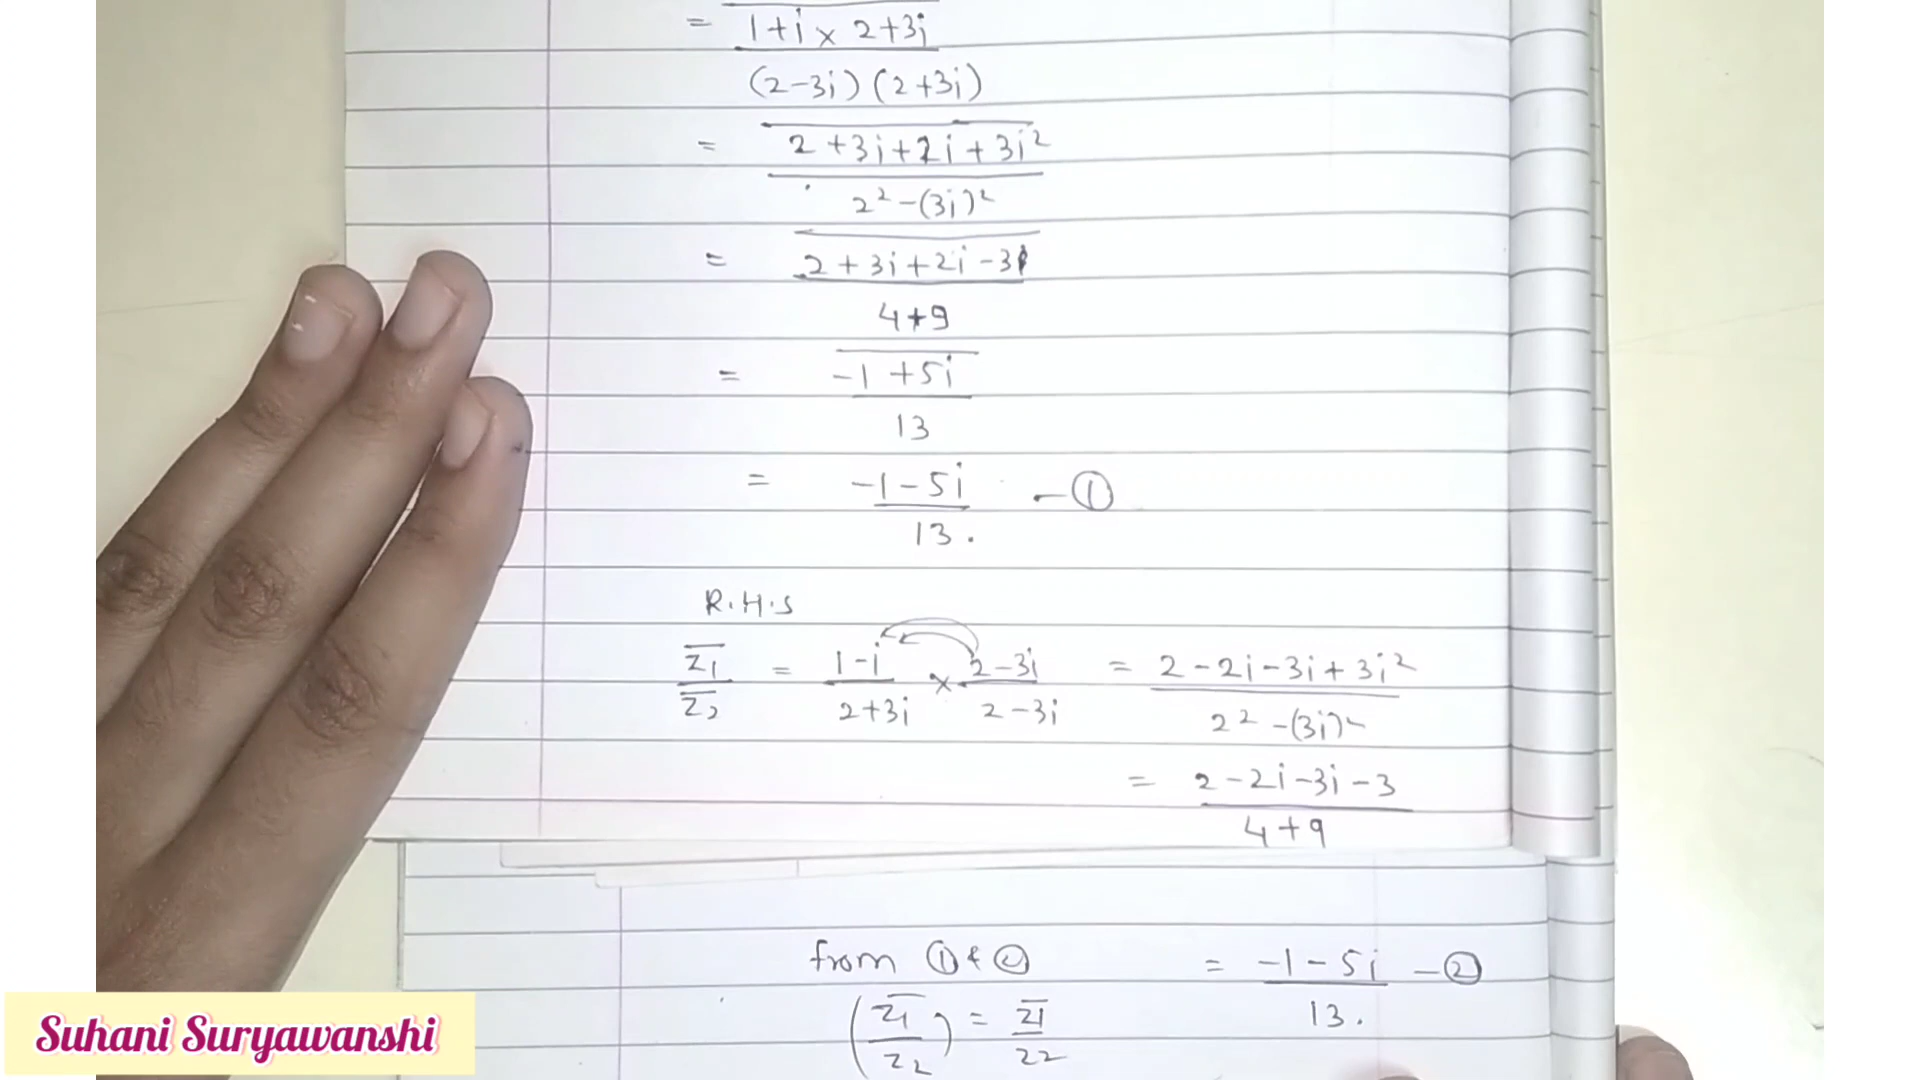 = 1+i × 2+3i
(2-3i) (2+3i)
= 2+3i+2i+3i²
2²-(3i)²
= 2+3i+2i-3
4+9
= -1+5i
13
= -1-5i — ①
13.
R.H.S
z̅1 = 1-i × 2-3i = 2-2i-3i+3i²
z̅2 2+3i 2-3i 2²-(3i)²
= 2-2i-3i-3
4+9
from ① & ② = -1-5i — ②
13.
(z̅1 ) = z̅1
z2 z2
Suhani Suryawanshi